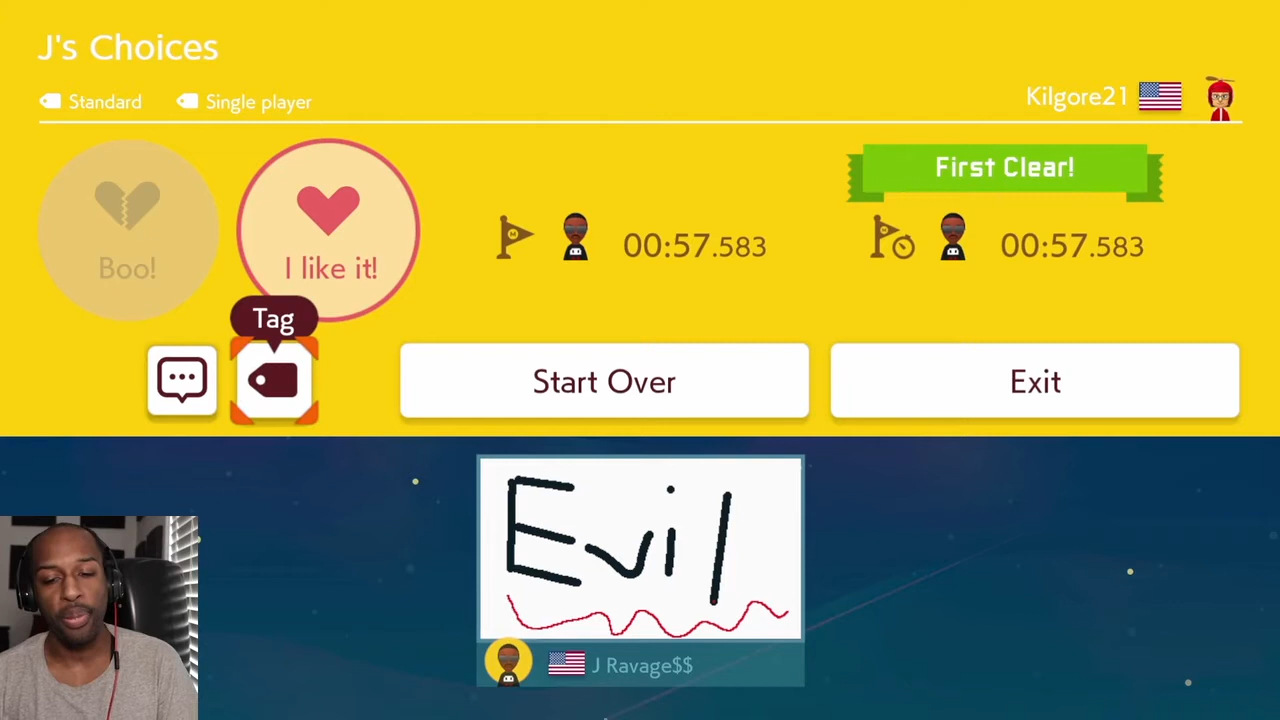 J's Choices
Standard Single player
Kilgore21
First Clear!
Boo!
I like it!
00:57.583
00:57.583
Tag
Start Over
Exit
Evil
J Ravage$$